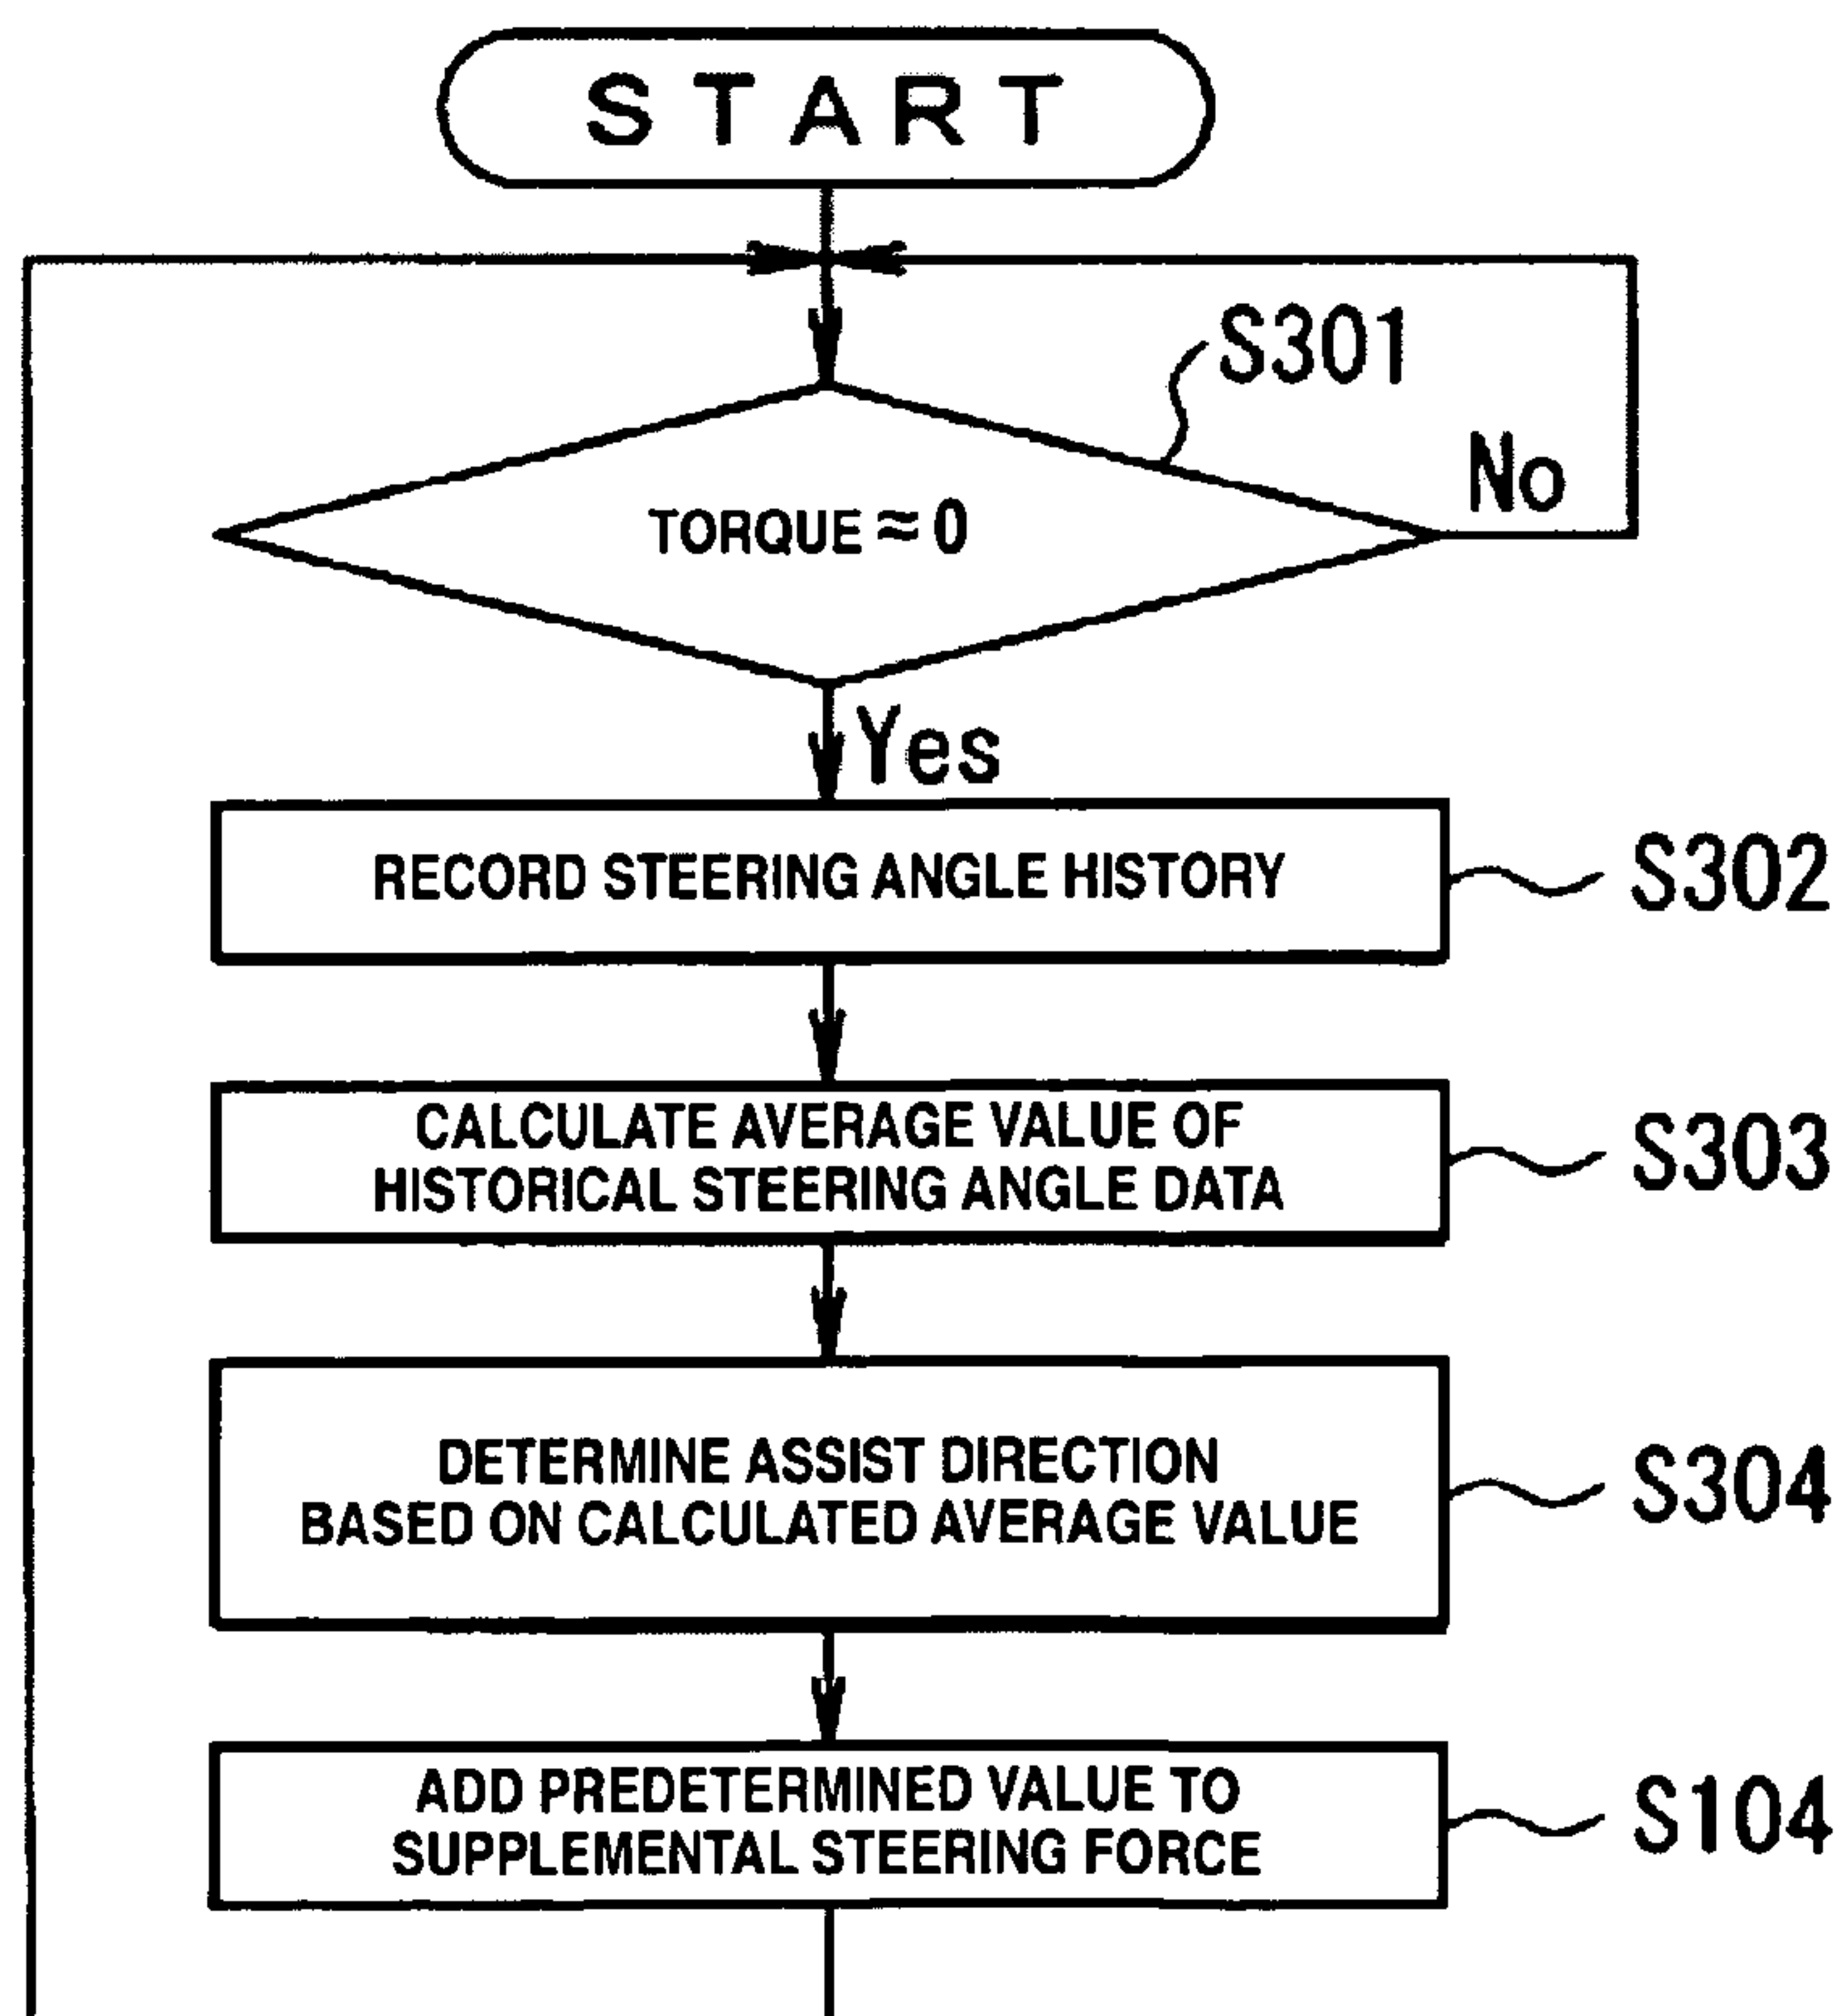 START
S301
TORQUE ≈ 0
No
Yes
RECORD STEERING ANGLE HISTORY
S302
CALCULATE AVERAGE VALUE OF
HISTORICAL STEERING ANGLE DATA
S303
DETERMINE ASSIST DIRECTION
BASED ON CALCULATED AVERAGE VALUE
S304
ADD PREDETERMINED VALUE TO
SUPPLEMENTAL STEERING FORCE
S104